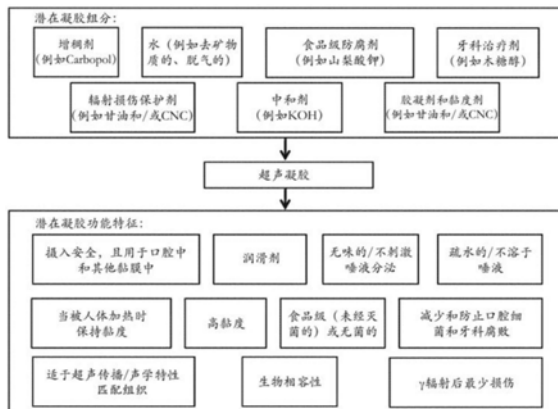 潜在凝胶组分:
增稠剂
(例如Carbopol)
水（例如去矿物
质的、脱气的）
食品级防腐剂
(例如山梨酸钾)
牙科治疗剂
(例如木糖醇)
辐射损伤保护剂
(例如甘油和/或CNC)
中和剂
(例如KOH)
胶凝剂和黏度剂
(例如甘油和/或CNC)
超声凝胶
潜在凝胶功能特征:
摄入安全，且用于口腔中
和其他黏膜中
润滑剂
无味的/不刺激
唾液分泌
疏水的/不溶于
唾液
当被人体加热时
保持黏度
高黏度
食品级（未经灭
菌的）或无菌的
减少和防止口腔细
菌和牙科腐败
适于超声传播/声学特性
匹配组织
生物相容性
γ辐射后最少损伤